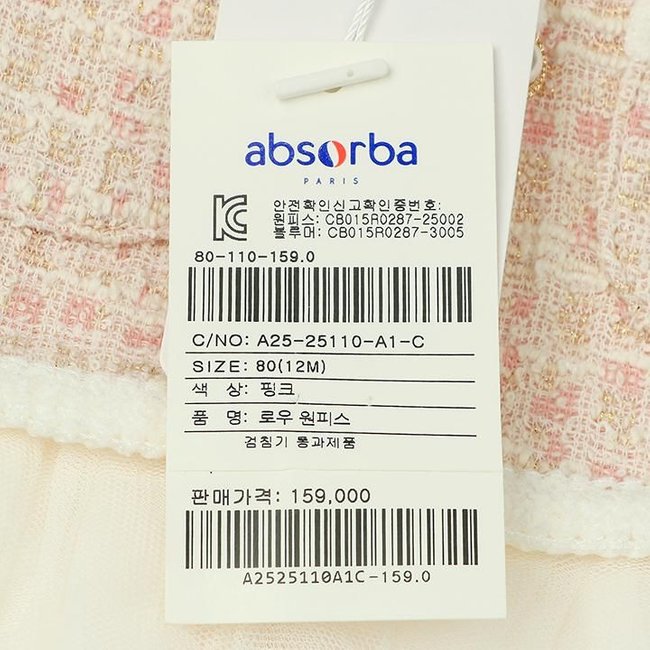 absorba
PARIS
안전확인신고확인증번호:
원피스: CB015R0287-25002
블루머: CB015R0287-3005
80-110-159.0
C/NO: A25-25110-A1-C
SIZE: 80(12M)
색 상: 핑크
품 명: 로우 원피스
검침기 통과제품
판매가격: 159,000
A2525110A1C-159.0